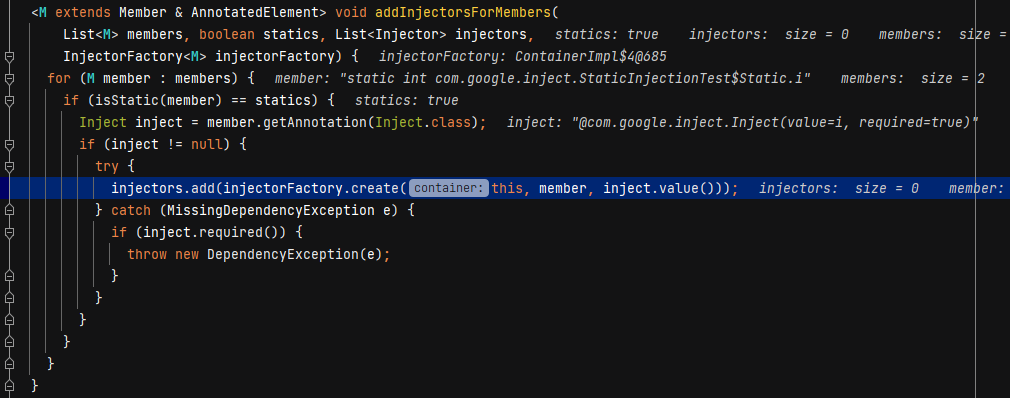 <M extends Member & AnnotatedElement> void addInjectorsForMembers(
    List<M> members, boolean statics, List<Injector> injectors,   statics: true    injectors:  size = 0    members:  size =
    InjectorFactory<M> injectorFactory) {   injectorFactory: ContainerImpl$4@685
  for (M member : members) {   member: "static int com.google.inject.StaticInjectionTest$Static.i"    members:  size = 2
    if (isStatic(member) == statics) {   statics: true
      Inject inject = member.getAnnotation(Inject.class);   inject: "@com.google.inject.Inject(value=i, required=true)"
      if (inject != null) {
        try {
          injectors.add(injectorFactory.create( container: this, member, inject.value()));   injectors:  size = 0    member:
        } catch (MissingDependencyException e) {
          if (inject.required()) {
            throw new DependencyException(e);
          }
        }
      }
    }
  }
}